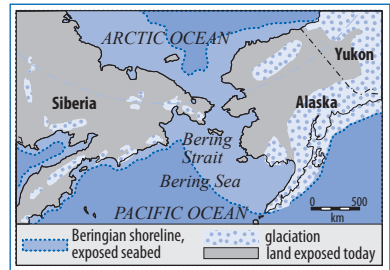 ARCTIC OCEAN
Yukon
Siberia
Alaska
Bering
Strait
Bering Sea
PACIFIC OCEAN
0 500
km
Beringian shoreline,
exposed seabed
glaciation
land exposed today